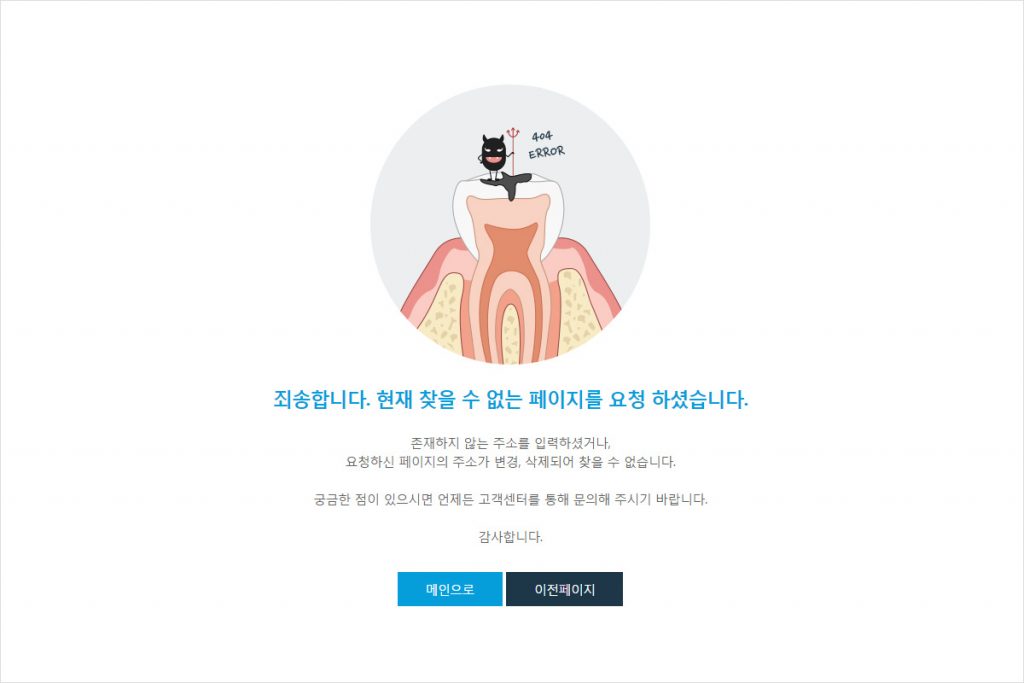 404
ERROR
죄송합니다. 현재 찾을 수 없는 페이지를 요청 하셨습니다.
존재하지 않는 주소를 입력하셨거나,
요청하신 페이지의 주소가 변경, 삭제되어 찾을 수 없습니다.
궁금한 점이 있으시면 언제든 고객센터를 통해 문의해 주시기 바랍니다.
감사합니다.
메인으로
이전페이지